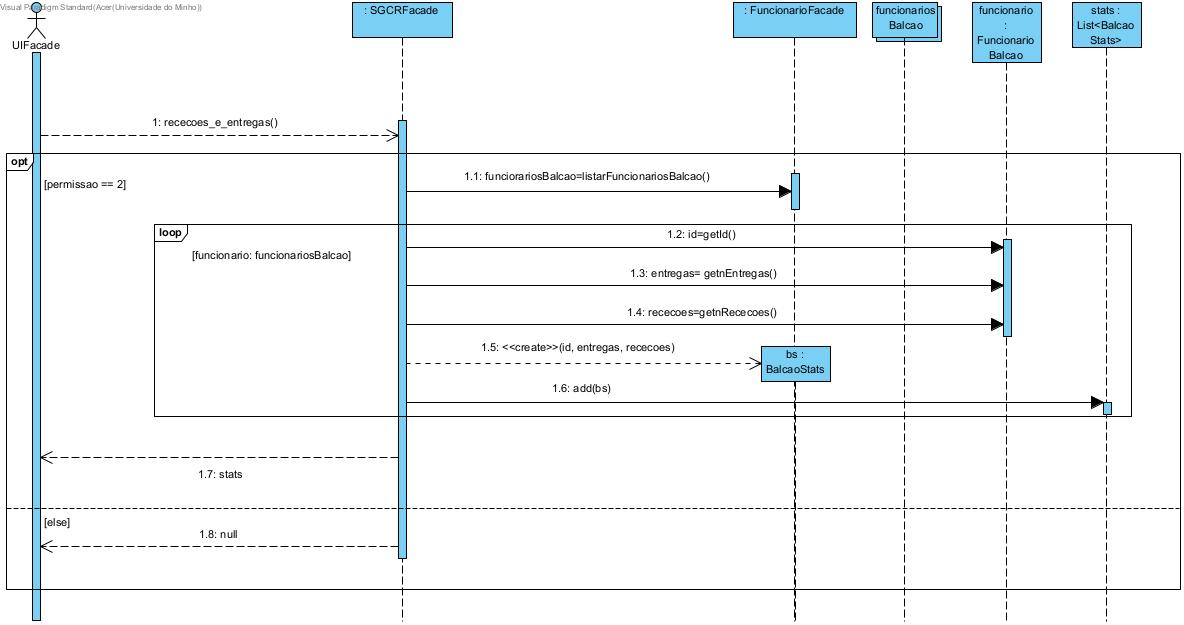 Visual Paradigm Standard(Acer(Universidade do Minho))
UIFacade
: SGCRFacade
: FuncionarioFacade
funcionarios
Balcao
funcionario
:
Funcionario
Balcao
stats :
List<Balcao
Stats>
1: rececoes_e_entregas()
opt
[permissao == 2]
1.1: funciorariosBalcao=listarFuncionariosBalcao()
loop
[funcionario: funcionariosBalcao]
1.2: id=getId()
1.3: entregas= getnEntregas()
1.4: rececoes=getnRececoes()
1.5: <<create>>(id, entregas, rececoes)
bs :
BalcaoStats
1.6: add(bs)
1.7: stats
[else]
1.8: null